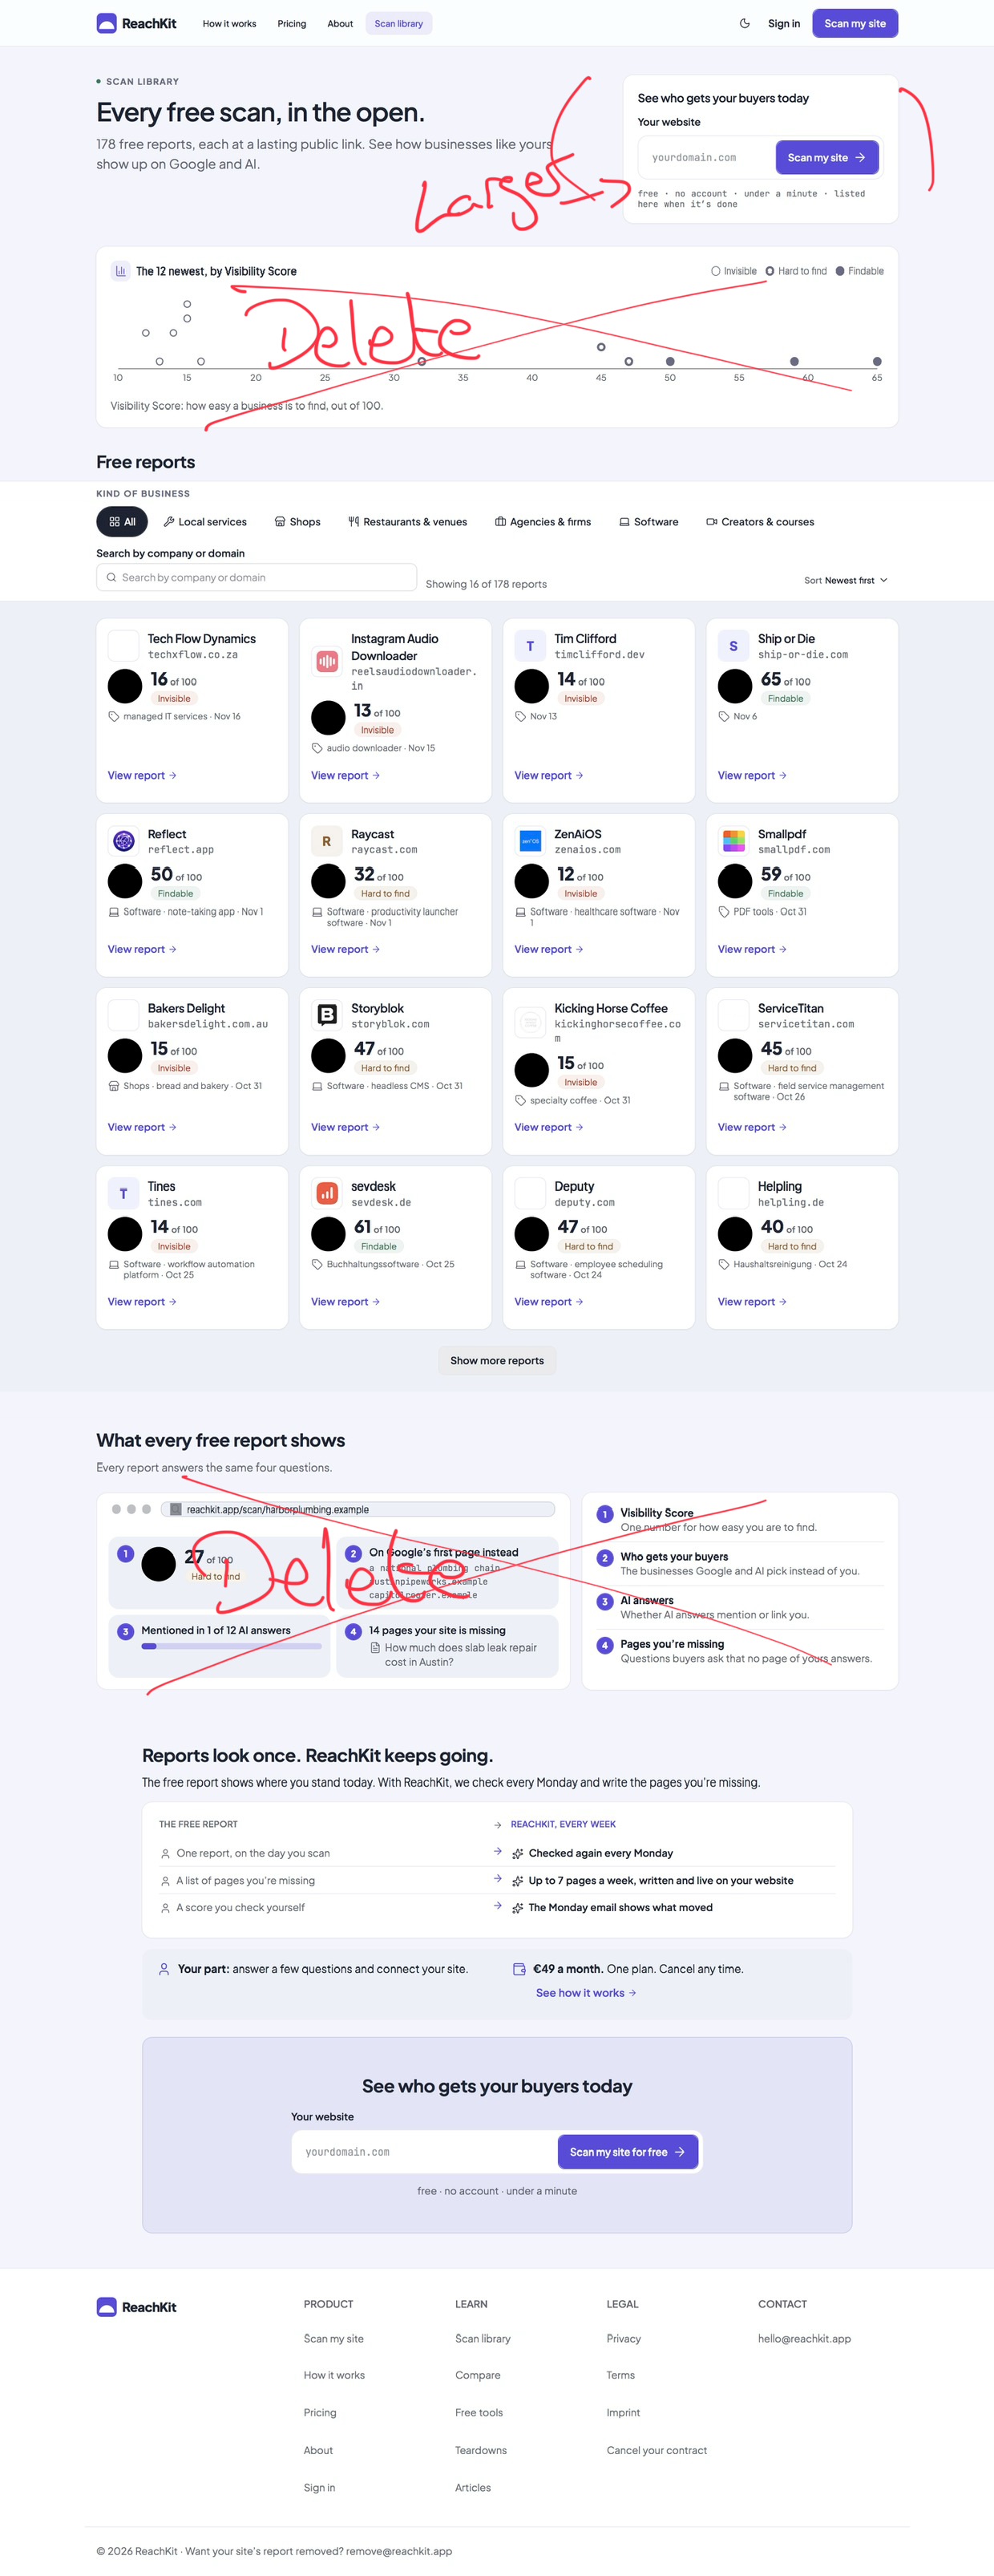 ReachKit How it works Pricing About Scan library Sign in Scan my site
SCAN LIBRARY
Every free scan, in the open.
178 free reports, each at a lasting public link. See how businesses like yours
show up on Google and AI.
Larger
See who gets your buyers today
Your website
yourdomain.com Scan my site →
free · no account · under a minute · listed
here when it's done
The 12 newest, by Visibility Score
Invisible Hard to find Findable
Delete
10 15 20 25 30 35 40 45 50 55 60 65
Visibility Score: how easy a business is to find, out of 100.
Free reports
KIND OF BUSINESS
All Local services Shops Restaurants & venues Agencies & firms Software Creators & courses
Search by company or domain
Search by company or domain
Showing 16 of 178 reports
Sort Newest first
Tech Flow Dynamics
techxflow.co.za
16 of 100
Invisible
managed IT services · Nov 16
View report →
Instagram Audio
Downloader
reelsaudiodownloader.
in
13 of 100
Invisible
audio downloader · Nov 15
View report →
Tim Clifford
T
timclifford.dev
14 of 100
Invisible
Nov 13
View report →
Ship or Die
S
ship-or-die.com
65 of 100
Findable
Nov 6
View report →
Reflect
reflect.app
50 of 100
Findable
Software · note-taking app · Nov 1
View report →
Raycast
R
raycast.com
32 of 100
Hard to find
Software · productivity launcher
software · Nov 1
View report →
ZenAiOS
zenaios.com
12 of 100
Invisible
Software · healthcare software · Nov
1
View report →
Smallpdf
smallpdf.com
59 of 100
Findable
PDF tools · Oct 31
View report →
Bakers Delight
bakersdelight.com.au
15 of 100
Invisible
Shops · bread and bakery · Oct 31
View report →
Storyblok
B
storyblok.com
47 of 100
Hard to find
Software · headless CMS · Oct 31
View report →
Kicking Horse Coffee
kickinghorsecoffee.co
m
15 of 100
Invisible
specialty coffee · Oct 31
View report →
ServiceTitan
servicetitan.com
45 of 100
Hard to find
Software · field service management
software · Oct 26
View report →
Tines
T
tines.com
14 of 100
Invisible
Software · workflow automation
platform · Oct 25
View report →
sevdesk
sevdesk.de
61 of 100
Findable
Buchhaltungssoftware · Oct 25
View report →
Deputy
deputy.com
47 of 100
Hard to find
Software · employee scheduling
software · Oct 24
View report →
Helpling
helpling.de
40 of 100
Hard to find
Haushaltsreinigung · Oct 24
View report →
Show more reports
What every free report shows
Every report answers the same four questions.
reachkit.app/scan/harborplumbing.example
Delete
1
27 of 100
Hard to find
2 On Google's first page instead
a national plumbing chain
austinpipeworks.example
capitolrooter.example
3 Mentioned in 1 of 12 AI answers
4 14 pages your site is missing
How much does slab leak repair
cost in Austin?
1 Visibility Score
One number for how easy you are to find.
2 Who gets your buyers
The businesses Google and AI pick instead of you.
3 AI answers
Whether AI answers mention or link you.
4 Pages you're missing
Questions buyers ask that no page of yours answers.
Reports look once. ReachKit keeps going.
The free report shows where you stand today. With ReachKit, we check every Monday and write the pages you're missing.
THE FREE REPORT → REACHKIT, EVERY WEEK
One report, on the day you scan → Checked again every Monday
A list of pages you're missing → Up to 7 pages a week, written and live on your website
A score you check yourself → The Monday email shows what moved
Your part: answer a few questions and connect your site.
€49 a month. One plan. Cancel any time.
See how it works →
See who gets your buyers today
Your website
yourdomain.com Scan my site for free →
free · no account · under a minute
ReachKit
PRODUCT
Scan my site
How it works
Pricing
About
Sign in
LEARN
Scan library
Compare
Free tools
Teardowns
Articles
LEGAL
Privacy
Terms
Imprint
Cancel your contract
CONTACT
hello@reachkit.app
© 2026 ReachKit · Want your site's report removed? remove@reachkit.app